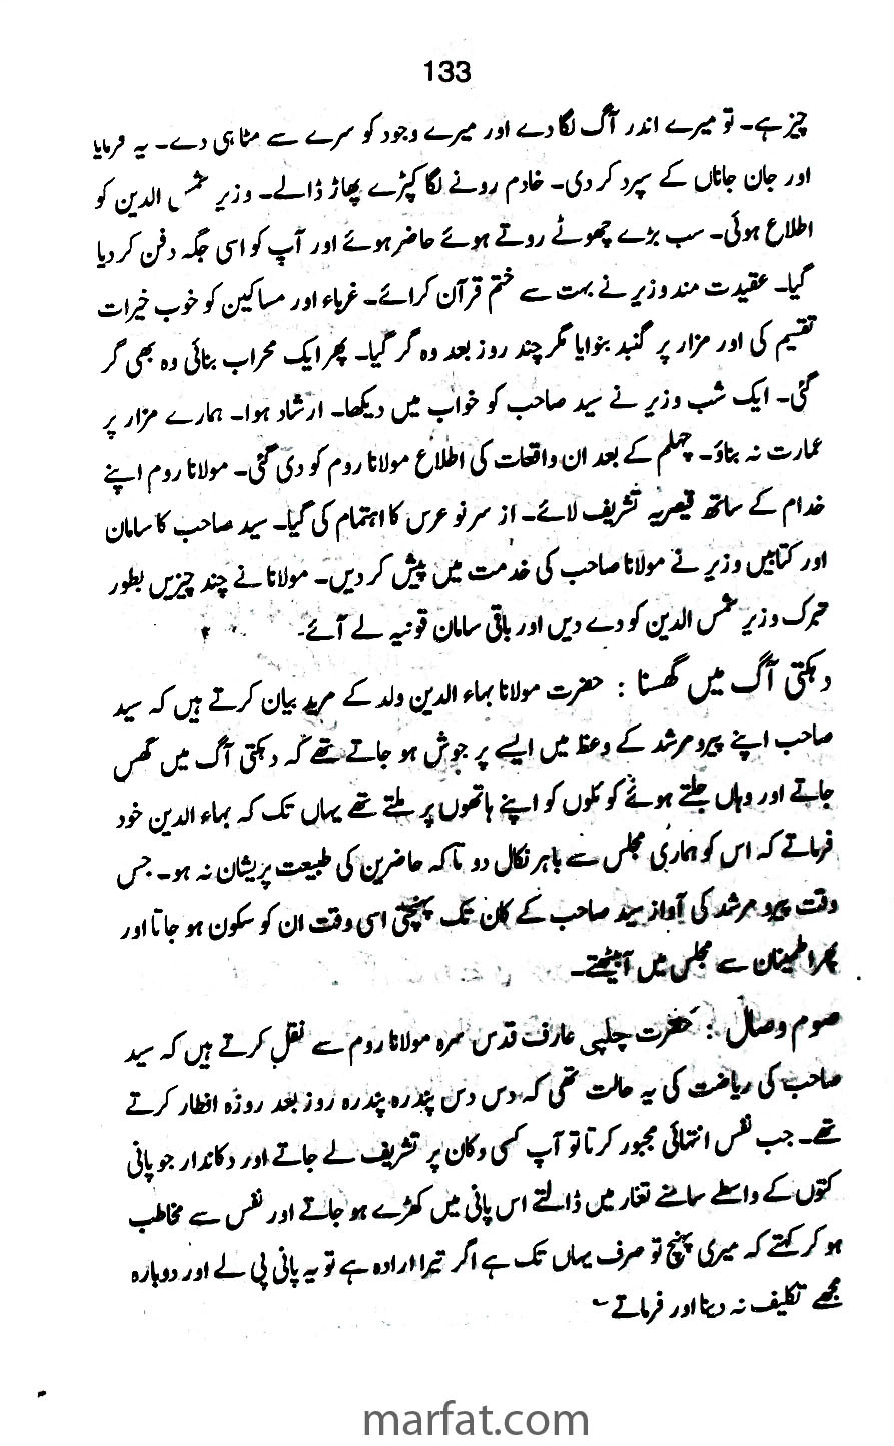 133
چیز ہے۔ تو میرے اندر آگ لگا دے اور میرے وجود کو سرے سے مٹا ہی دے۔ یہ فرمایا
اور جان جاناں کے سپرد کر دی۔ خادم رونے لگا کپڑے پھاڑ ڈالے۔ وزیر شمس الدین کو
اطلاع ہوئی۔ سب بڑے چھوٹے روتے ہوئے حاضر ہوئے اور آپ کو اسی جگہ دفن کر دیا
گیا۔ عقیدت مند وزیر نے بہت سے ختم قرآن کرائے۔ غرباء اور مساکین کو خوب خیرات
تقسیم کی اور مزار پر گنبد بنوایا مگر چند روز بعد وہ گر گیا۔ پھر ایک محراب بنائی وہ بھی گر
گئی۔ ایک شب وزیر نے سید صاحب کو خواب میں دیکھا۔ ارشاد ہوا۔ ہمارے مزار پر
عمارت نہ بناؤ۔ چہلم کے بعد ان واقعات کی اطلاع مولانا روم کو دی گئی۔ مولانا روم اپنے
خدام کے ساتھ قیصریہ تشریف لائے۔ از سر نو عرس کا اہتمام کی گیا۔ سید صاحب کا سامان
اور کتابیں وزیر نے مولانا صاحب کی خدمت میں پیش کر دیں۔ مولانا نے چند چیزیں بطور
تبرک وزیر شمس الدین کو دے دیں اور باقی سامان قونیہ لے آئے۔
دہکتی آگ میں گھسنا : حضرت مولانا بہاء الدین ولد کے مرید بیان کرتے ہیں کہ سید
صاحب اپنے پیر و مرشد کے وعظ میں ایسے پر جوش ہو جاتے تھے کہ دہکتی آگ میں گھس
جاتے اور وہاں جلتے ہوئے کوئلوں کو اپنے ہاتھوں پر ملتے تھے یہاں تک کہ بہاء الدین خود
فرماتے کہ اس کو ہماری مجلس سے باہر نکال دو تاکہ حاضرین کی طبیعت پریشان نہ ہو۔ جس
وقت پیر و مرشد کی آواز سید صاحب کے کان تک پہنچتی اسی وقت ان کو سکون ہو جاتا اور
پھر اطمینان سے مجلس میں آبیٹھتے۔
صوم وصال : حضرت چلپی عارف قدس سرہ مولانا روم سے نقل کرتے ہیں کہ سید
صاحب کی ریاضت کی یہ حالت تھی کہ دس دس پندرہ پندرہ روز بعد روزہ افطار کرتے
تھے۔ جب نفس انتہائی مجبور کرتا تو آپ کسی دکان پر تشریف لے جاتے اور دکاندار جو پانی
کتوں کے واسطے سامنے تغار میں ڈالتے اس پانی میں کھڑے ہو جاتے اور نفس سے مخاطب
ہو کر کہتے کہ میری پہنچ تو صرف یہاں تک ہے اگر تیرا ارادہ ہے تو یہ پانی پی لے اور دوبارہ
مجھے تکلیف نہ دینا اور فرماتے
marfat.com